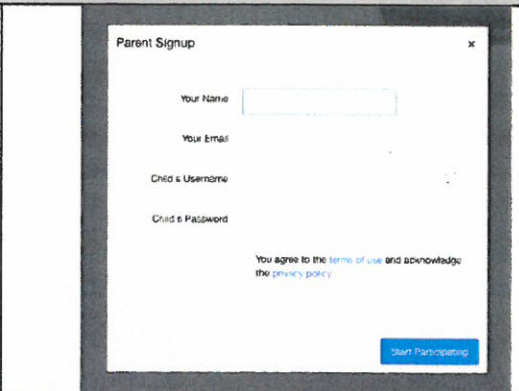 Parent Signup ×
Your Name
Your Email
Child's Username
Child's Password
You agree to the terms of use and acknowledge
the privacy policy
Start Participating